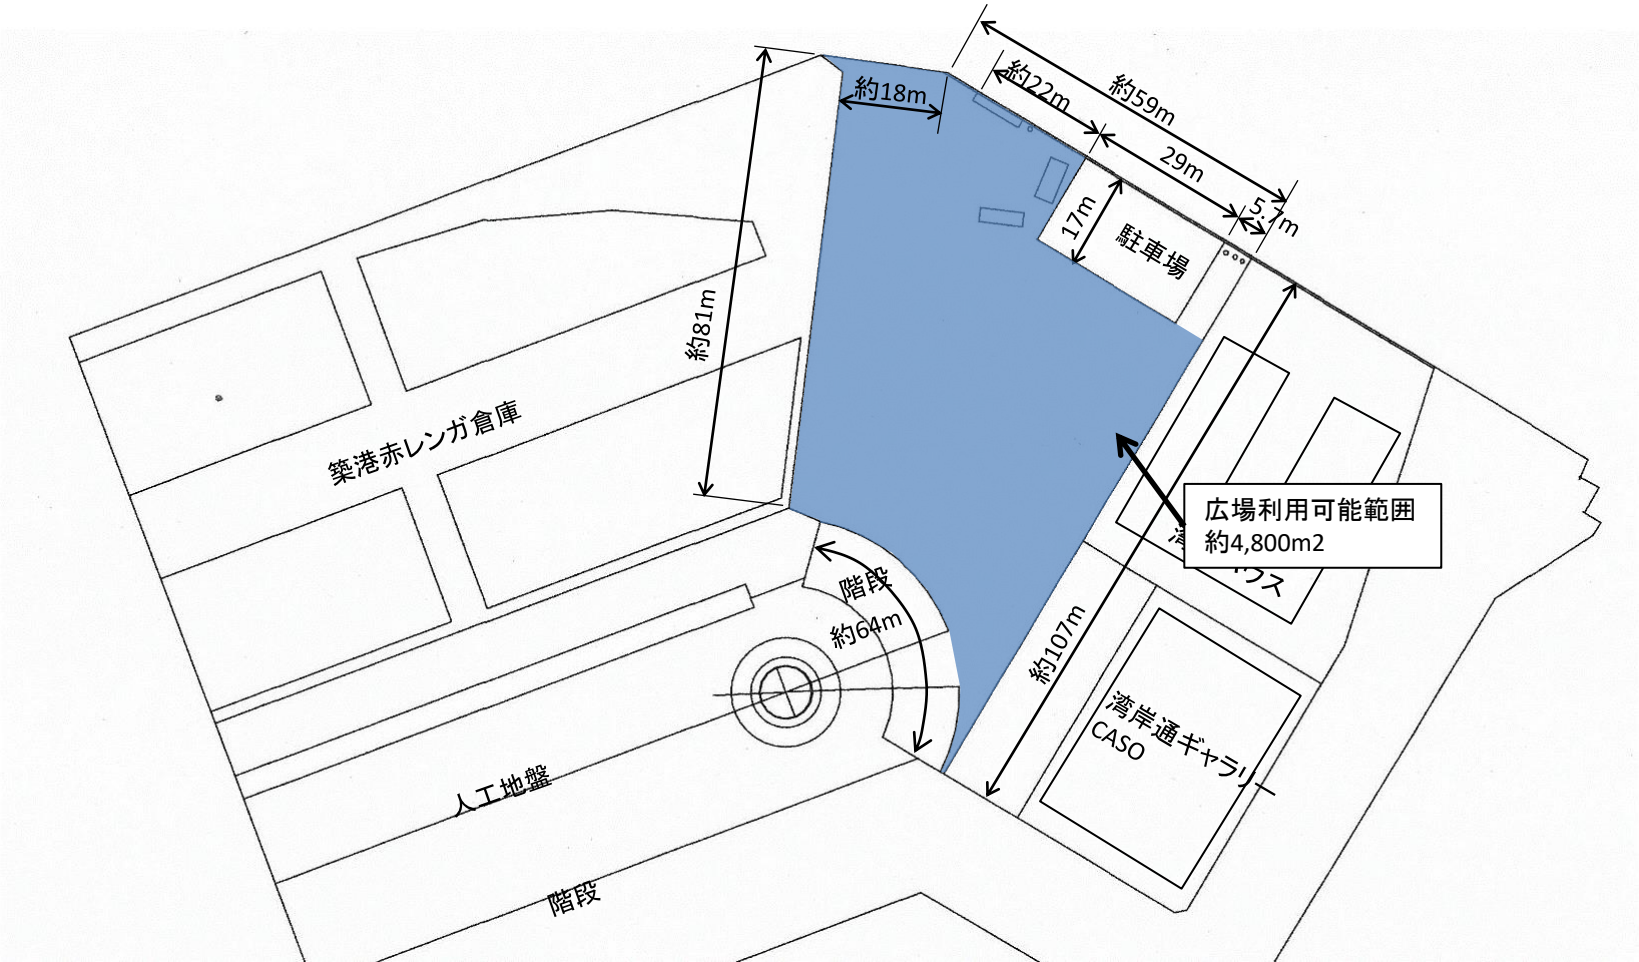 約59m
約22m
約18m
29m
5.7m
17m
駐車場
約81m
築港赤レンガ倉庫
広場利用可能範囲
約4,800m2
ハウス
階段
約64m
約107m
湾岸通ギャラリー
CASO
人工地盤
階段